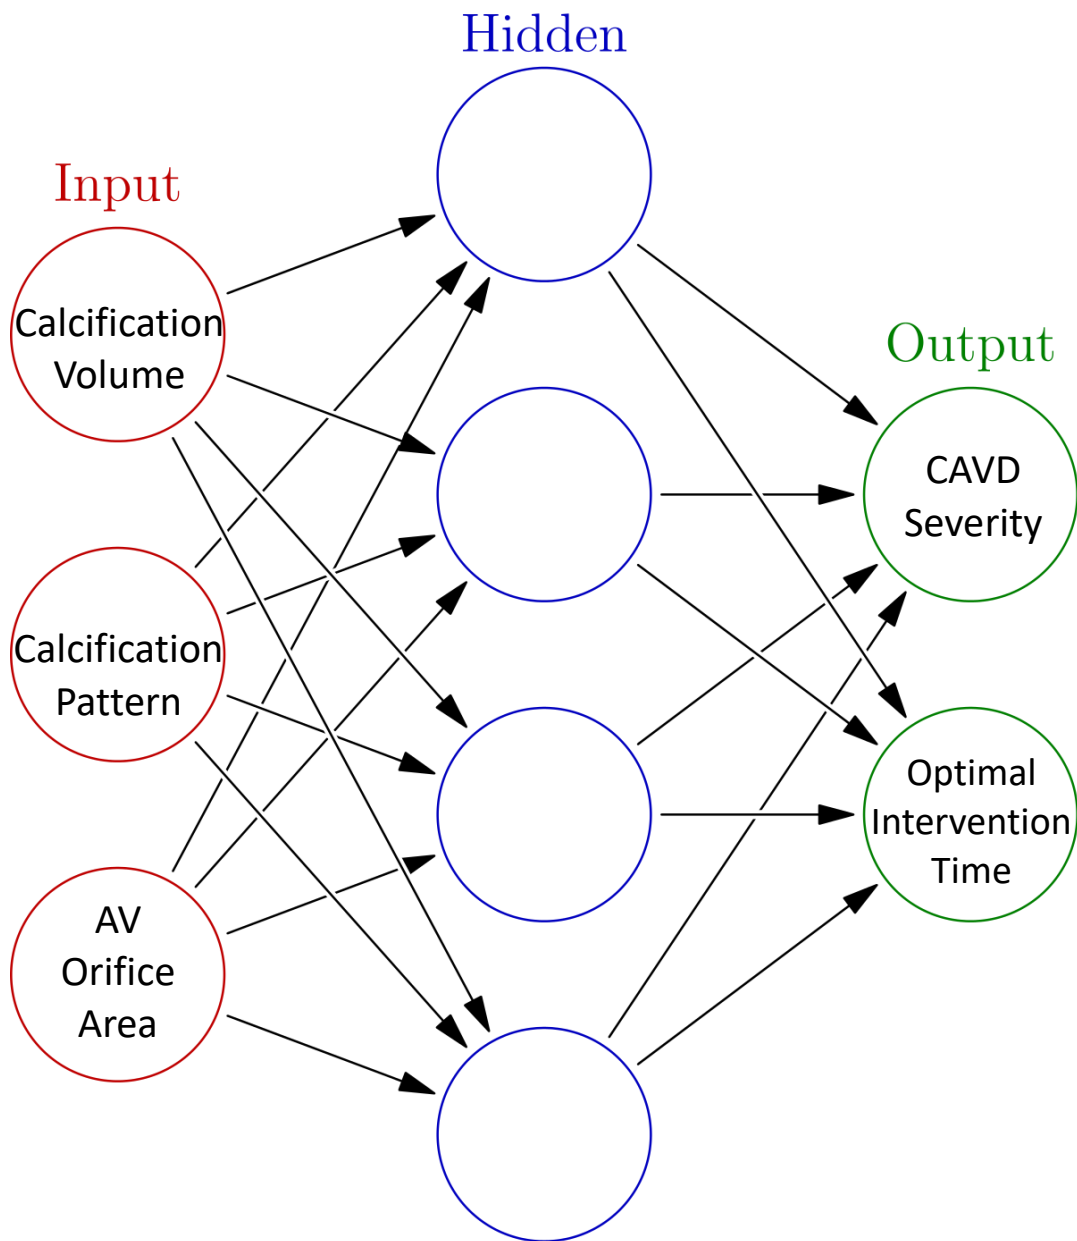 Hidden
Input
Calcification
Volume
Calcification
Pattern
AV
Orifice
Area
Output
CAVD
Severity
Optimal
Intervention
Time